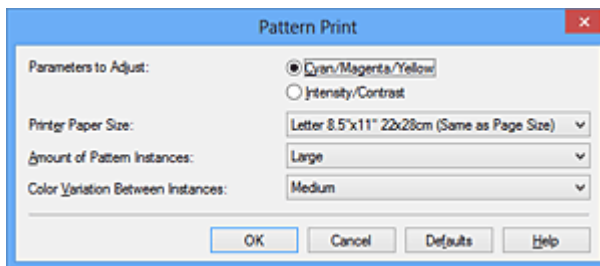 Pattern Print
Parameters to Adjust:
Cyan/Magenta/Yellow
Intensity/Contrast
Printer Paper Size:
Letter 8.5"x11" 22x28cm (Same as Page Size)
Amount of Pattern Instances:
Large
Color Variation Between Instances:
Medium
OK Cancel Defaults Help